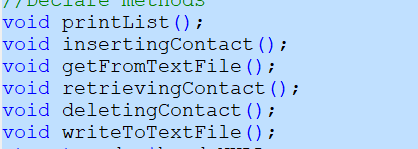 //Declare methods
void printList();
void insertingContact();
void getFromTextFile();
void retrievingContact();
void deletingContact();
void writeToTextFile();